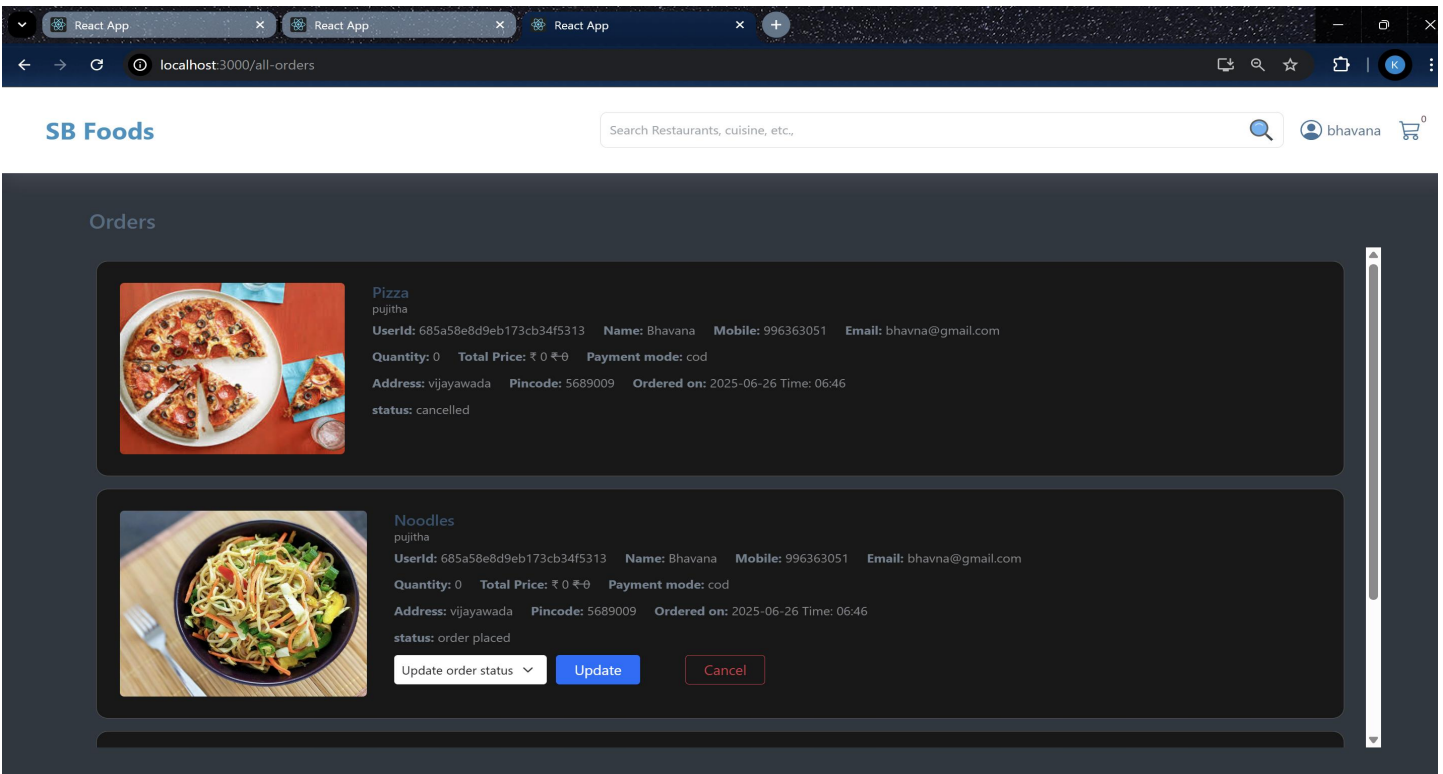 React App
React App
React App
localhost:3000/all-orders
K
SB Foods
Search Restaurants, cuisine, etc.,
bhavana
0
Orders
Pizza
pujitha
UserId: 685a58e8d9eb173cb34f5313 Name: Bhavana Mobile: 996363051 Email: bhavna@gmail.com
Quantity: 0 Total Price: ₹ 0 ₹ 0 Payment mode: cod
Address: vijayawada Pincode: 5689009 Ordered on: 2025-06-26 Time: 06:46
status: cancelled
Noodles
pujitha
UserId: 685a58e8d9eb173cb34f5313 Name: Bhavana Mobile: 996363051 Email: bhavna@gmail.com
Quantity: 0 Total Price: ₹ 0 ₹ 0 Payment mode: cod
Address: vijayawada Pincode: 5689009 Ordered on: 2025-06-26 Time: 06:46
status: order placed
Update order status Update Cancel